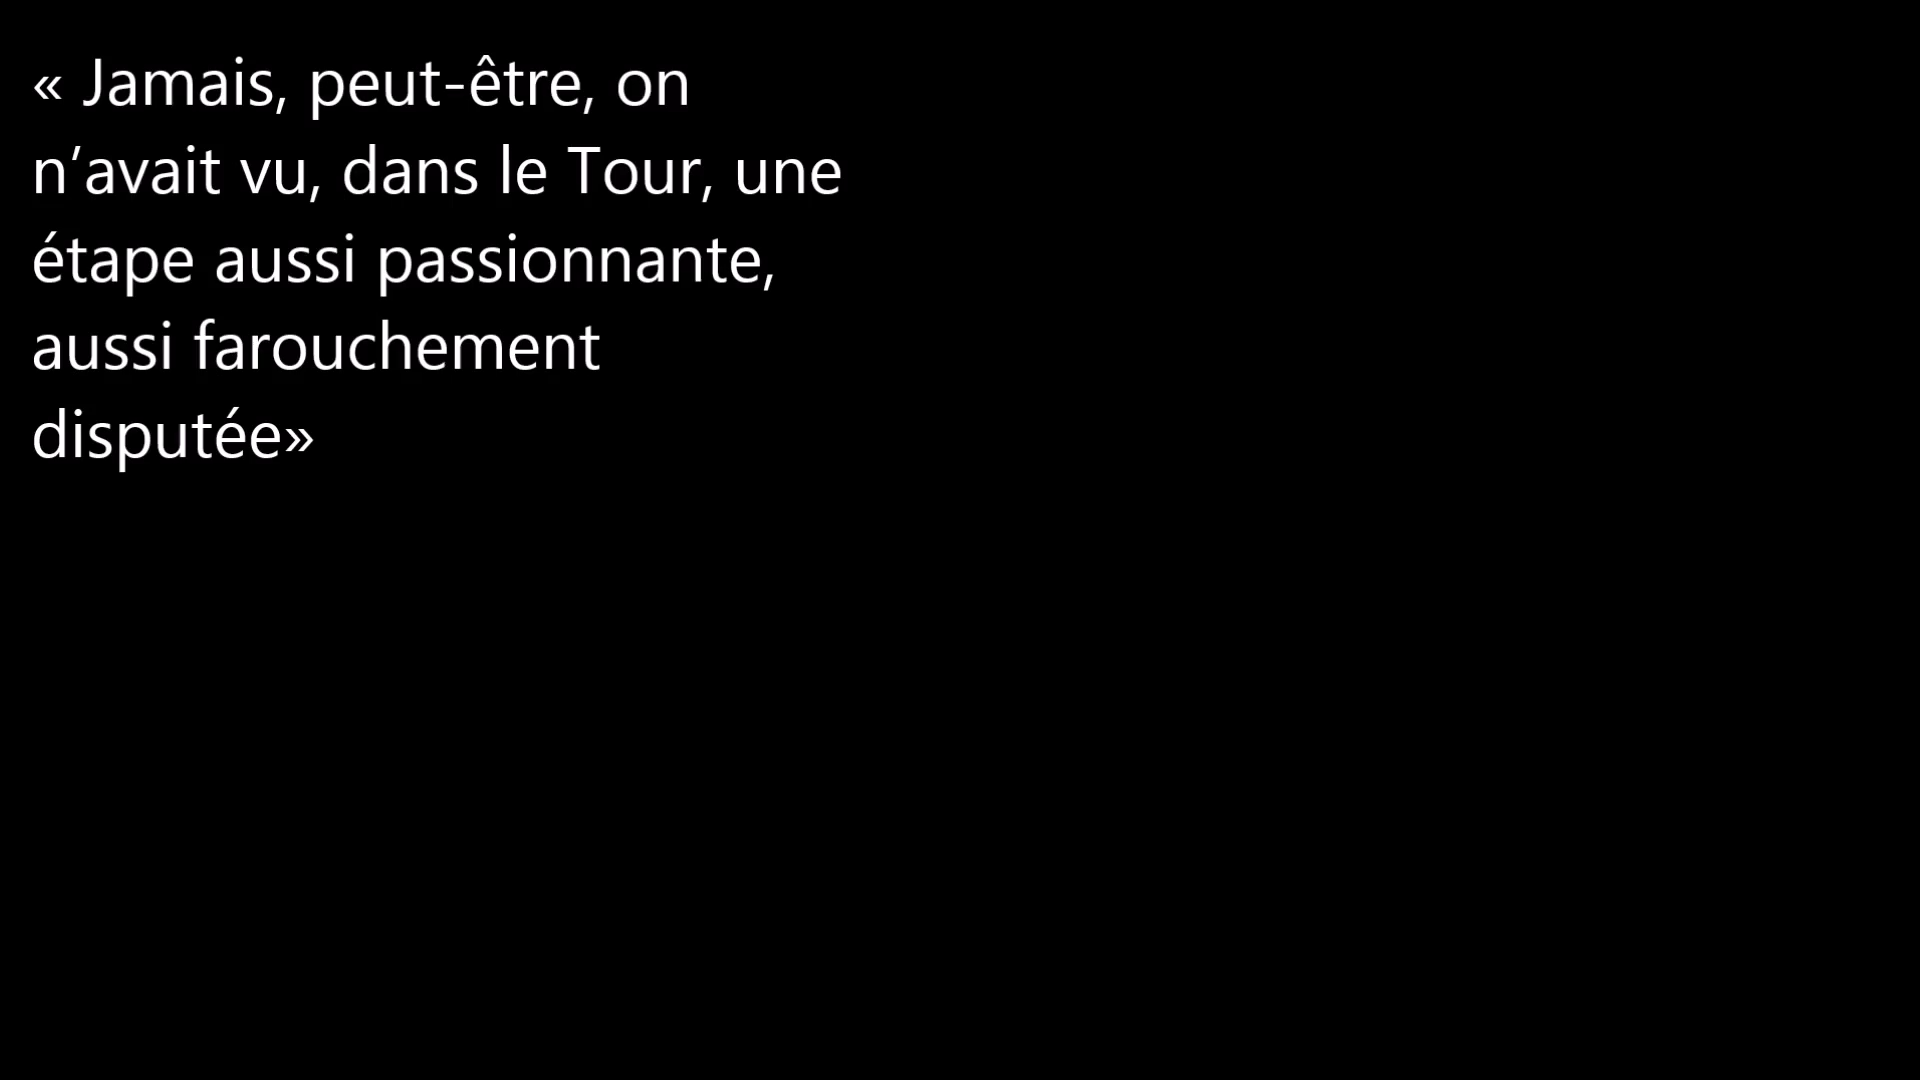 « Jamais, peut-être, on
n’avait vu, dans le Tour, une
étape aussi passionnante,
aussi farouchement
disputée»